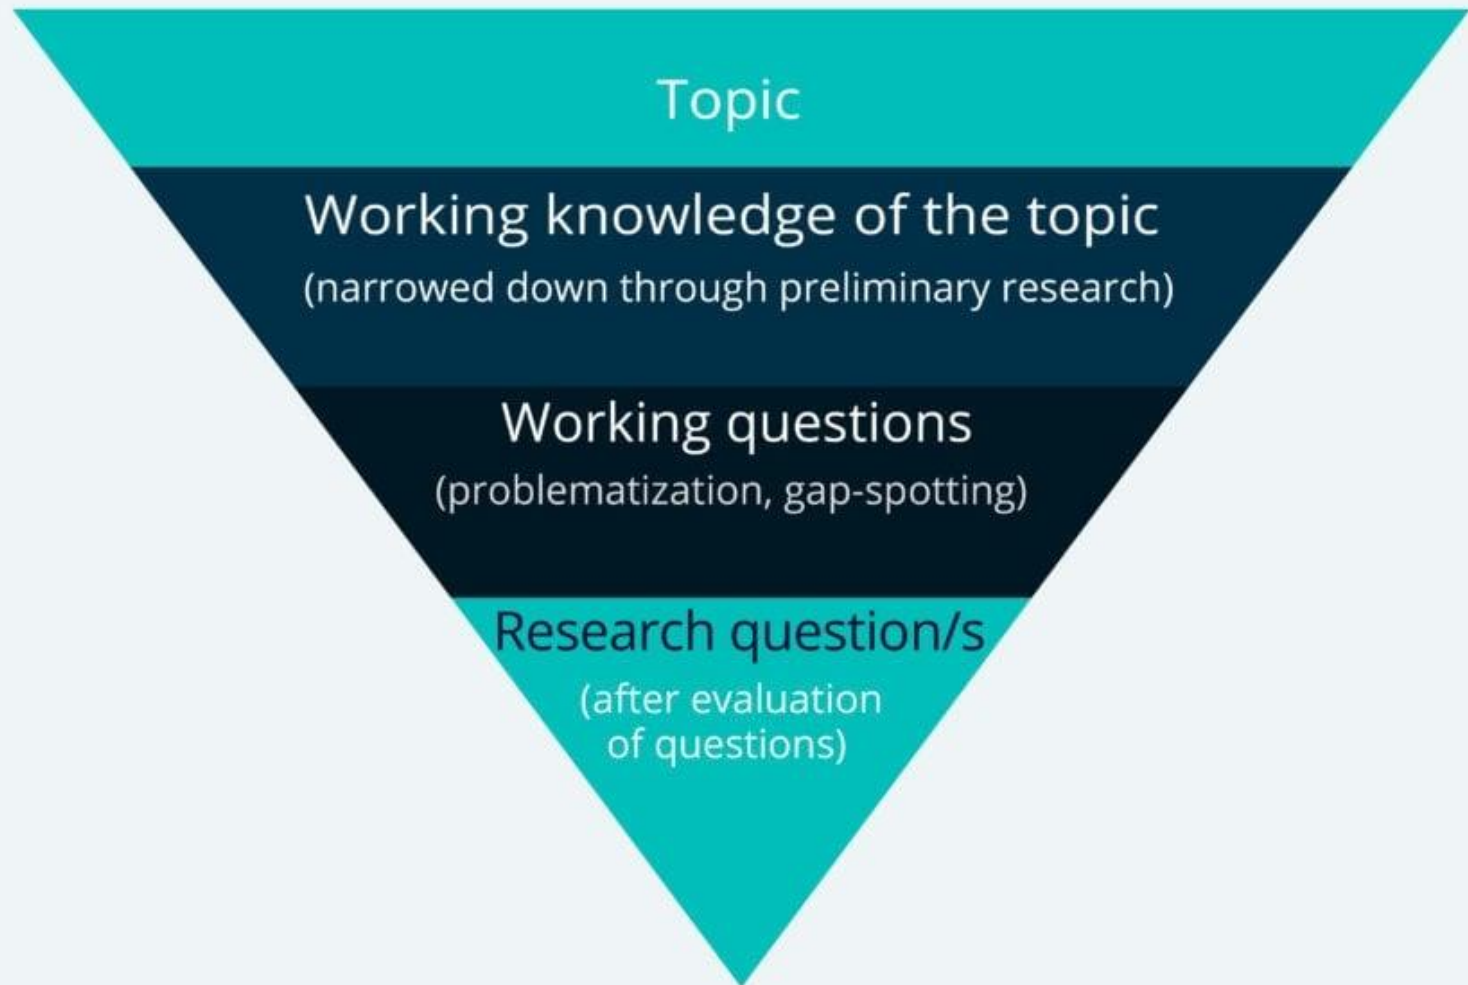 Topic
Working knowledge of the topic
(narrowed down through preliminary research)
Working questions
(problematization, gap-spotting)
Research question/s
(after evaluation
of questions)